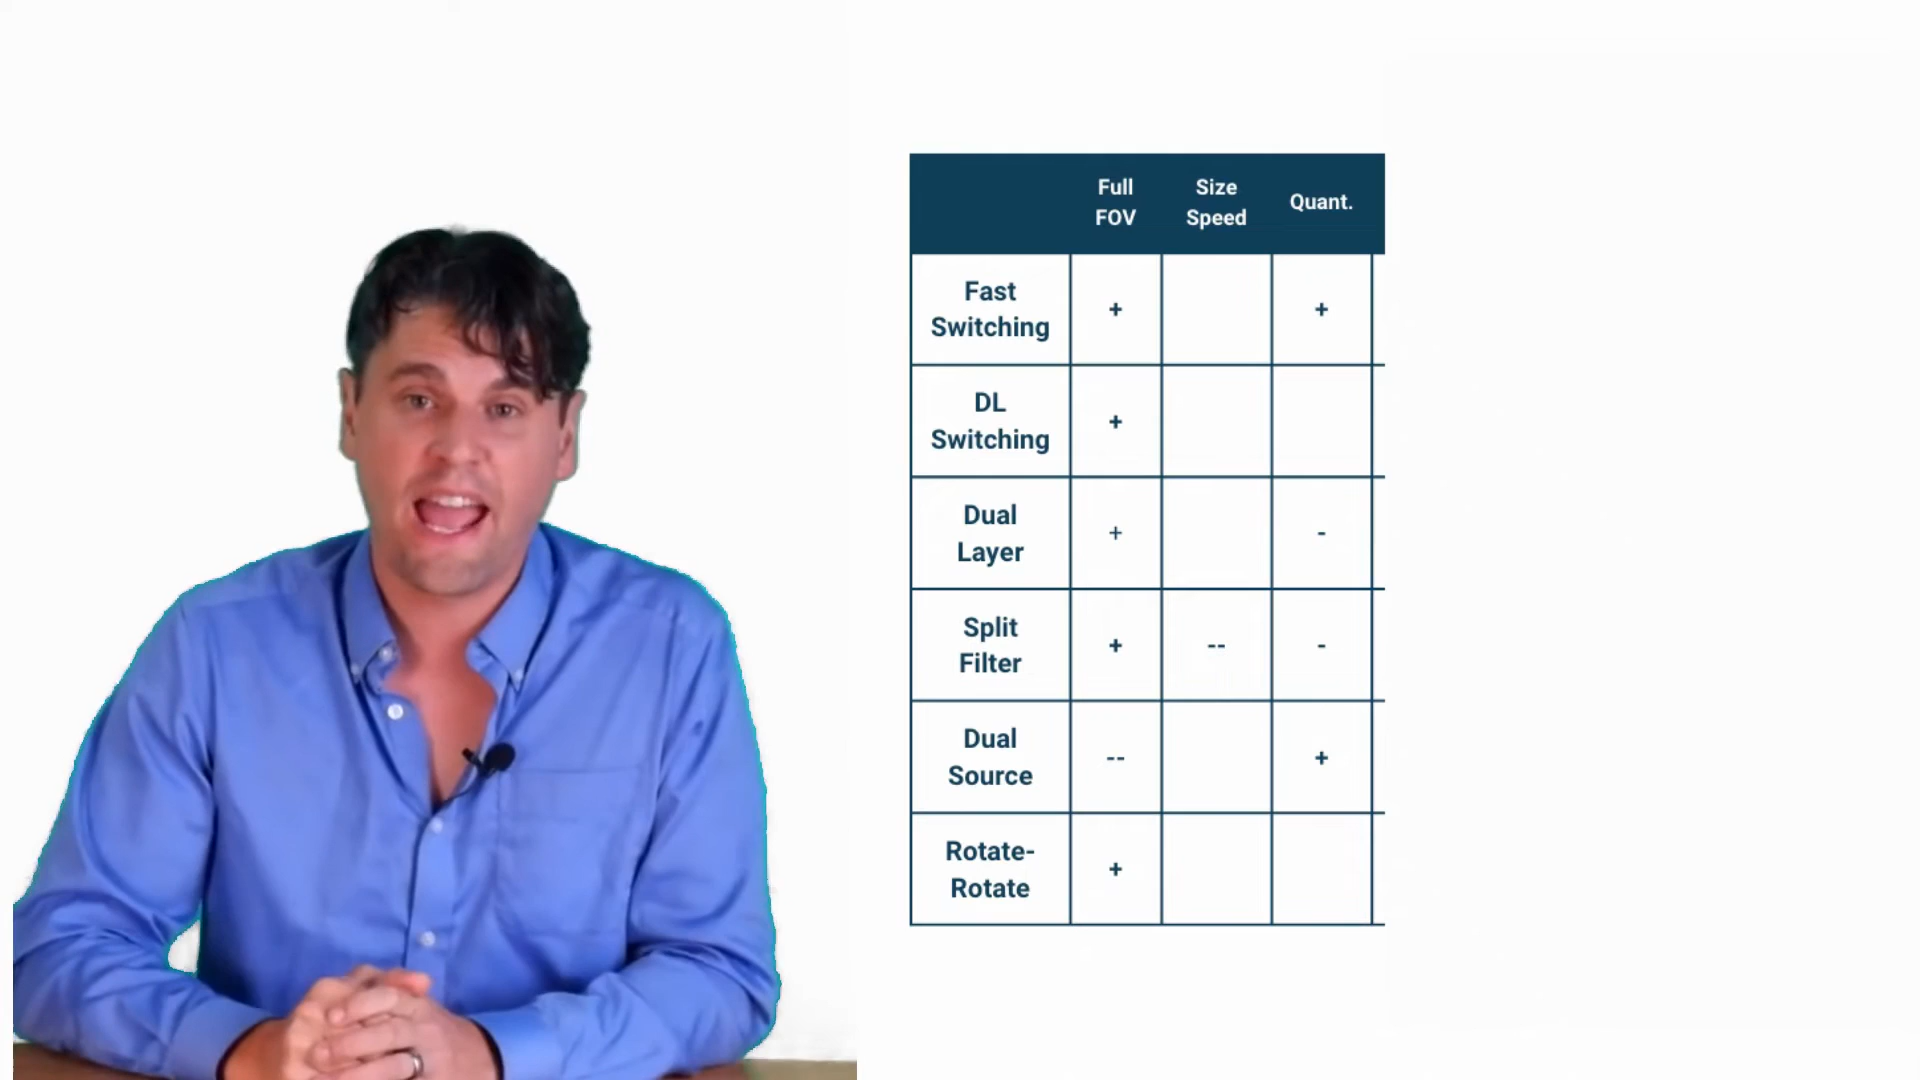 Full
FOV
Size
Speed
Quant.
Fast
Switching
+
+
DL
Switching
+
Dual
Layer
+
-
Split
Filter
+
--
-
Dual
Source
--
+
Rotate-
Rotate
+